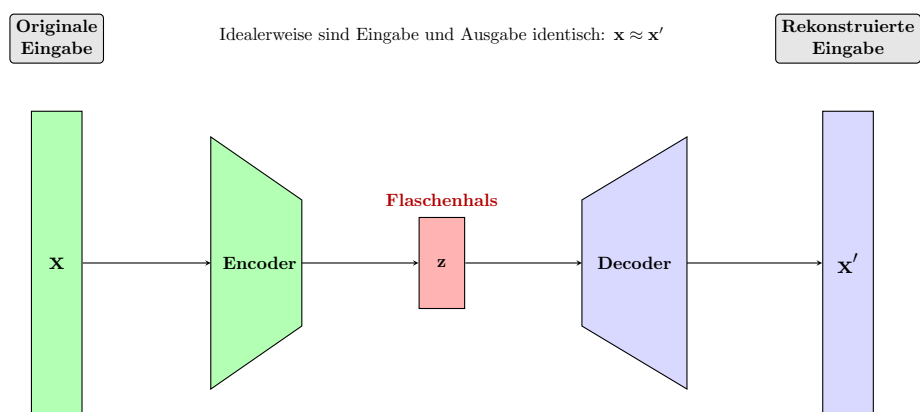 Originale
Eingabe
Idealerweise sind Eingabe und Ausgabe identisch: x ≈ x′
Rekonstruierte
Eingabe
Flaschenhals
x
Encoder
z
Decoder
x′